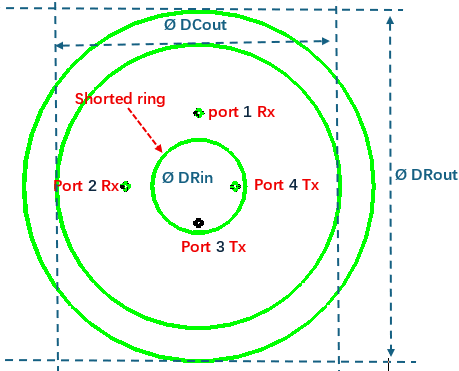 Ø DCout
Shorted ring
port 1 Rx
Ø DRin
Ø DRout
Port 2 Rx
Port 4 Tx
Port 3 Tx